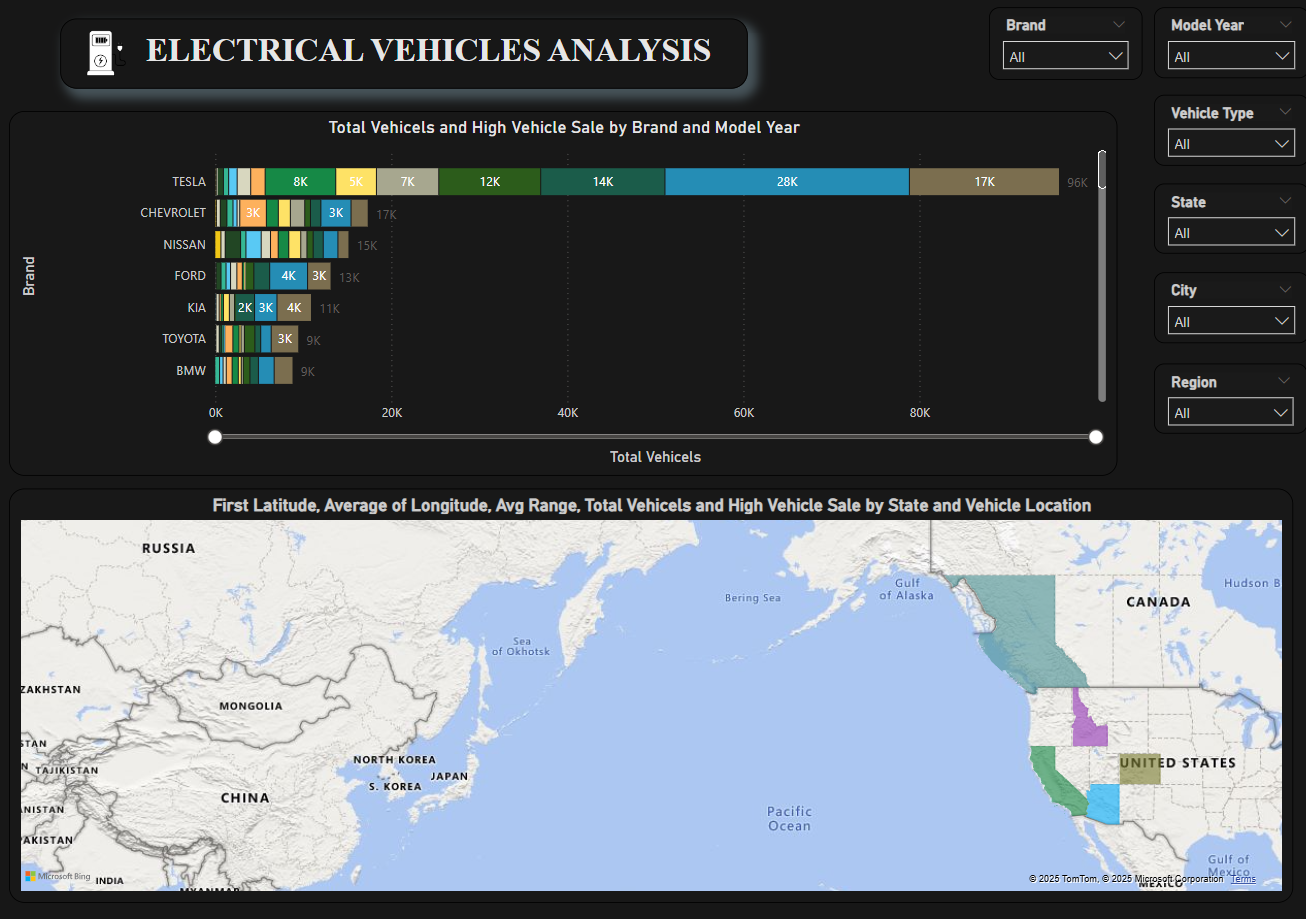 ELECTRICAL VEHICLES ANALYSIS
Brand
All
Model Year
All
Vehicle Type
All
State
All
City
All
Region
All
Total Vehicels and High Vehicle Sale by Brand and Model Year
Brand
TESLA 8K 5K 7K 12K 14K 28K 17K 96K
CHEVROLET 3K 3K 17K
NISSAN 15K
FORD 4K 3K 13K
KIA 2K 3K 4K 11K
TOYOTA 3K 9K
BMW 9K
0K 20K 40K 60K 80K
Total Vehicels
First Latitude, Average of Longitude, Avg Range, Total Vehicels and High Vehicle Sale by State and Vehicle Location
RUSSIA
Bering Sea
Gulf
of Alaska
Hudson B
CANADA
Sea
of Okhotsk
ZAKHSTAN
MONGOLIA
STAN
N TAJIKISTAN
NORTH KOREA
JAPAN
S. KOREA
UNITED STATES
CHINA
ANISTAN
Pacific
Ocean
AKISTAN
Gulf of
Mexico
Microsoft Bing
INDIA
MYANMAR
© 2025 TomTom, © 2025 Microsoft Corporation Terms
MEXICO